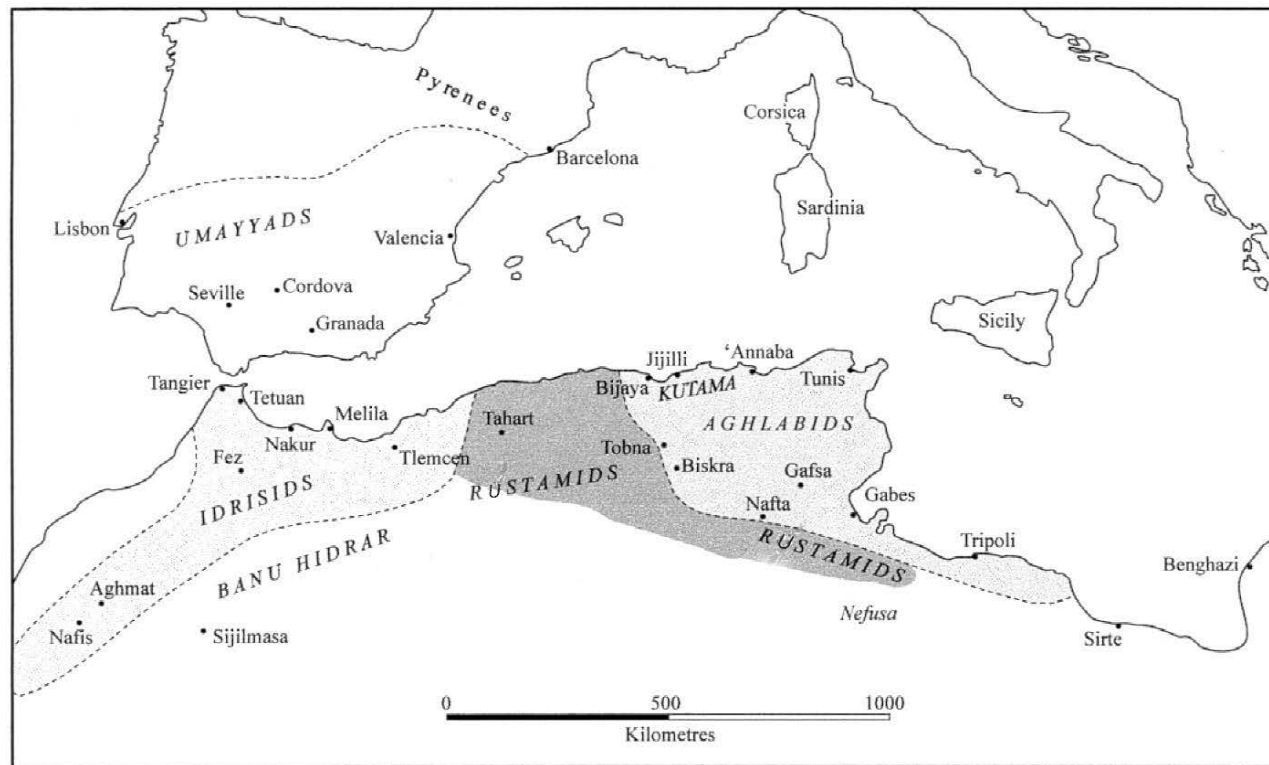 Pyrenees
Corsica
Barcelona
Sardinia
Lisbon
UMAYYADS
Valencia
Seville
Cordova
Granada
Sicily
Tangier
Tetuan
Nakur
Melila
Fez
Tlemcen
IDRISIDS
BANU HIDRAR
Aghmat
Nafis
Sijilmasa
Tahart
RUSTAMIDS
Bijaya
Jijilli
KUTAMA
‘Annaba
Tunis
AGHLABIDS
Tobna
Biskra
Gafsa
Nafta
Gabes
RUSTAMIDS
Tripoli
Nefusa
Benghazi
Sirte
0 500 1000
Kilometres